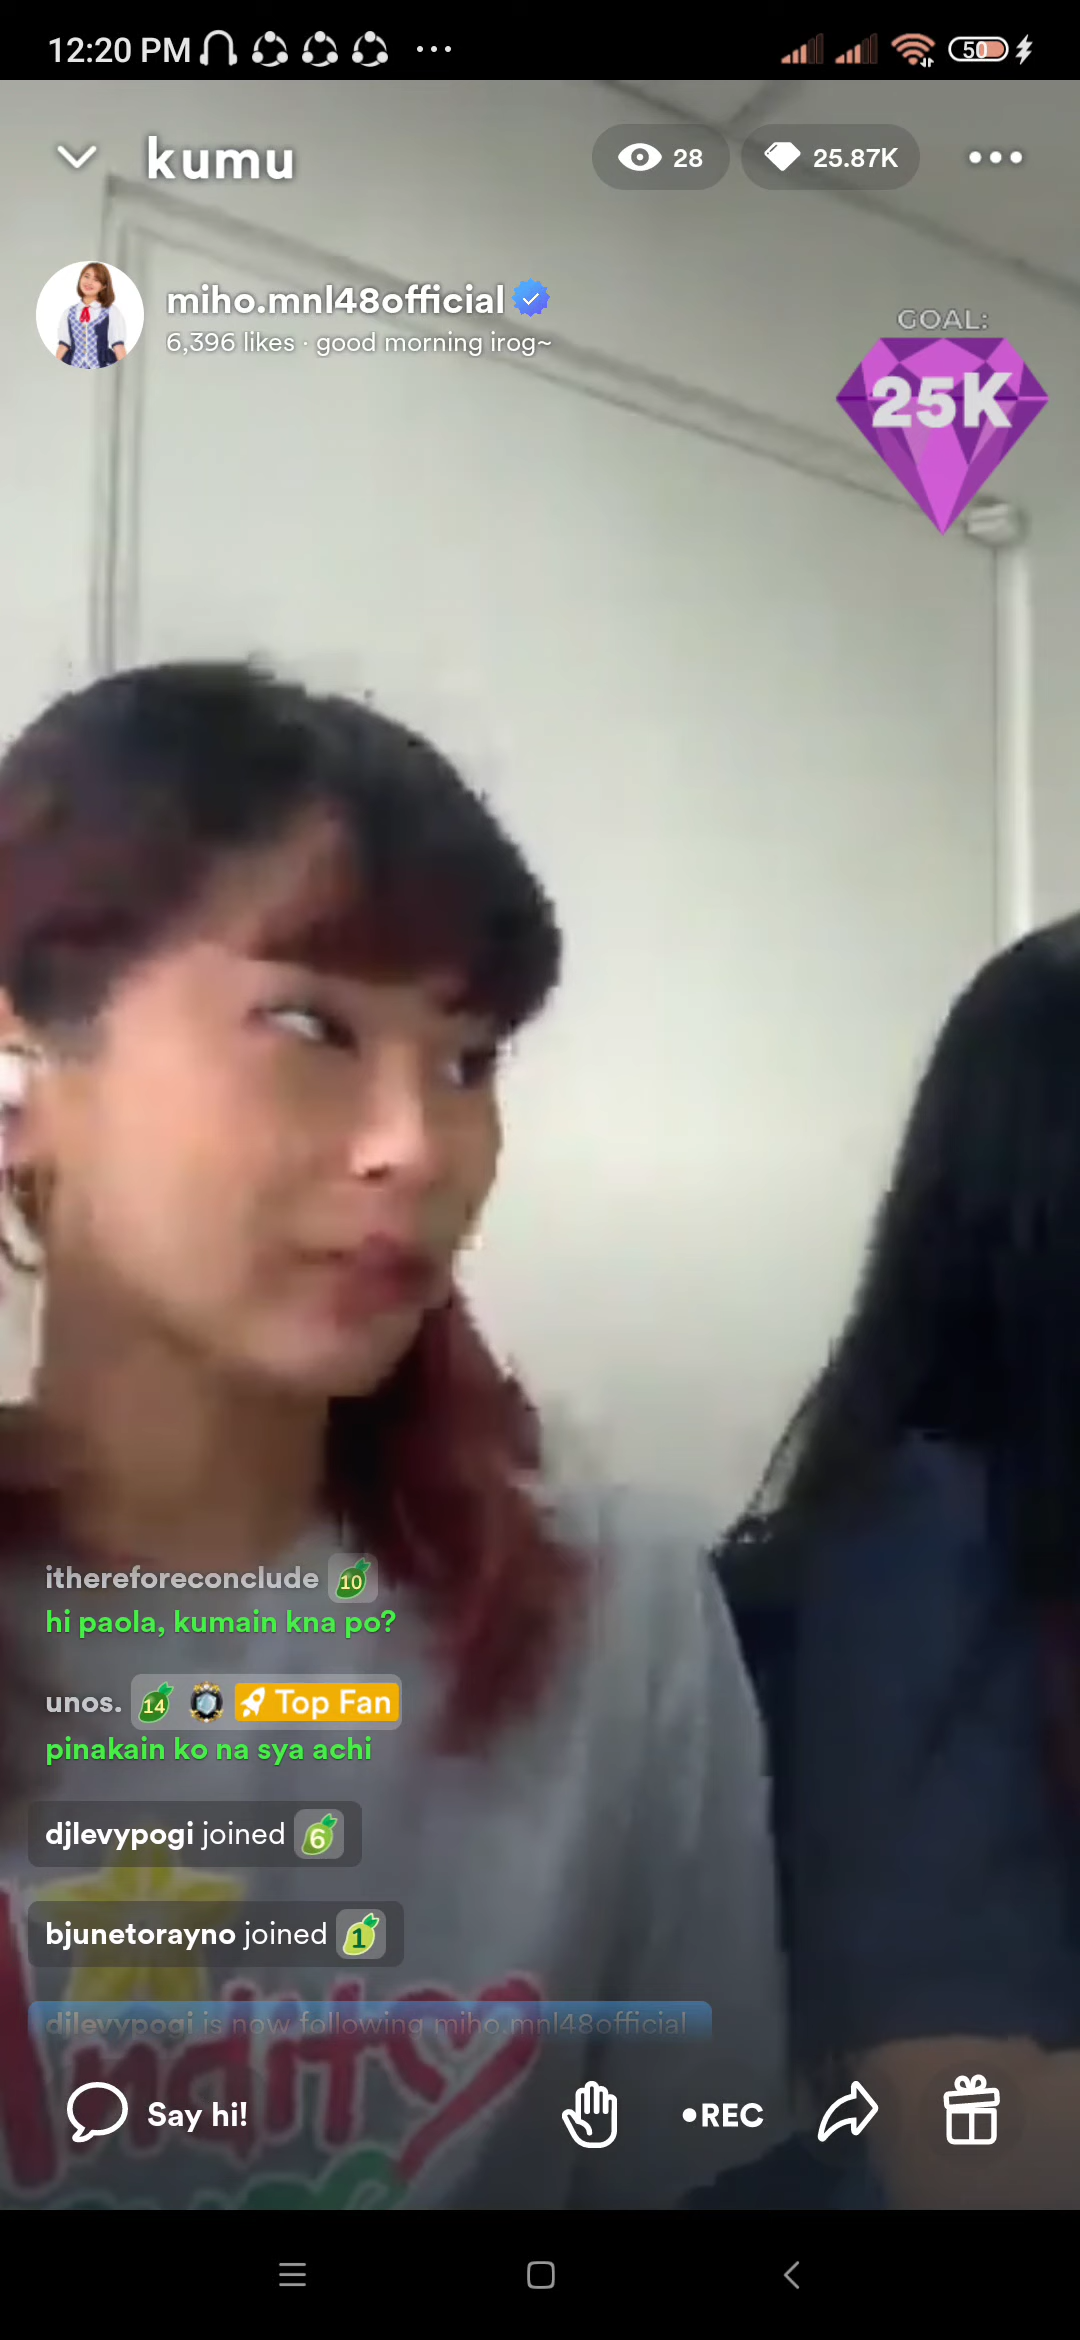 12:20 PM
50
kumu
28
25.87K
miho.mnl48official
6,396 likes · good morning irog~
GOAL:
25K
ithereforeconclude 10
hi paola, kumain kna po?
unos. 14 Top Fan
pinakain ko na sya achi
djlevypogi joined 6
bjunetorayno joined 1
djlevypogi is now following miho.mnl48official
Say hi!
•REC